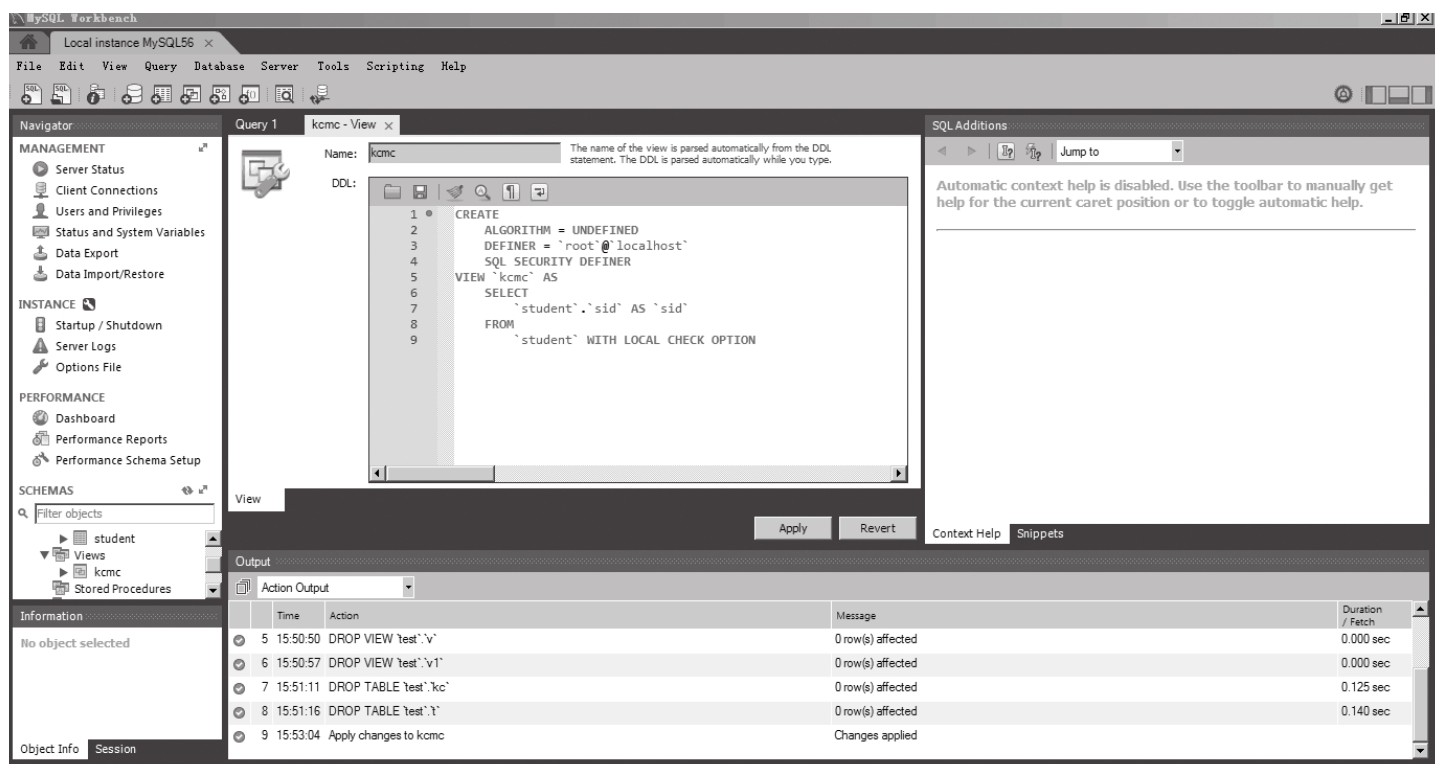 MySQL Workbench
Local instance MySQL56
File Edit View Query Database Server Tools Scripting Help
Navigator
MANAGEMENT
Server Status
Client Connections
Users and Privileges
Status and System Variables
Data Export
Data Import/Restore
INSTANCE
Startup / Shutdown
Server Logs
Options File
PERFORMANCE
Dashboard
Performance Reports
Performance Schema Setup
SCHEMAS
Filter objects
student
Views
kcmc
Stored Procedures
Information
No object selected
Object Info Session
Query 1 kcmc - View
Name: kcmc
The name of the view is parsed automatically from the DDL
statement. The DDL is parsed automatically while you type.
DDL:
1 CREATE
2 ALGORITHM = UNDEFINED
3 DEFINER = `root`@`localhost`
4 SQL SECURITY DEFINER
5 VIEW `kcmc` AS
6 SELECT
7 `student`.`sid` AS `sid`
8 FROM
9 `student` WITH LOCAL CHECK OPTION
View
Apply Revert
SQL Additions
Jump to
Automatic context help is disabled. Use the toolbar to manually get
help for the current caret position or to toggle automatic help.
Context Help Snippets
Output
Action Output
Time Action Message Duration / Fetch
5 15:50:50 DROP VIEW `test`.`v` 0 row(s) affected 0.000 sec
6 15:50:57 DROP VIEW `test`.`v1` 0 row(s) affected 0.000 sec
7 15:51:11 DROP TABLE `test`.`kc` 0 row(s) affected 0.125 sec
8 15:51:16 DROP TABLE `test`.`t` 0 row(s) affected 0.140 sec
9 15:53:04 Apply changes to kcmc Changes applied